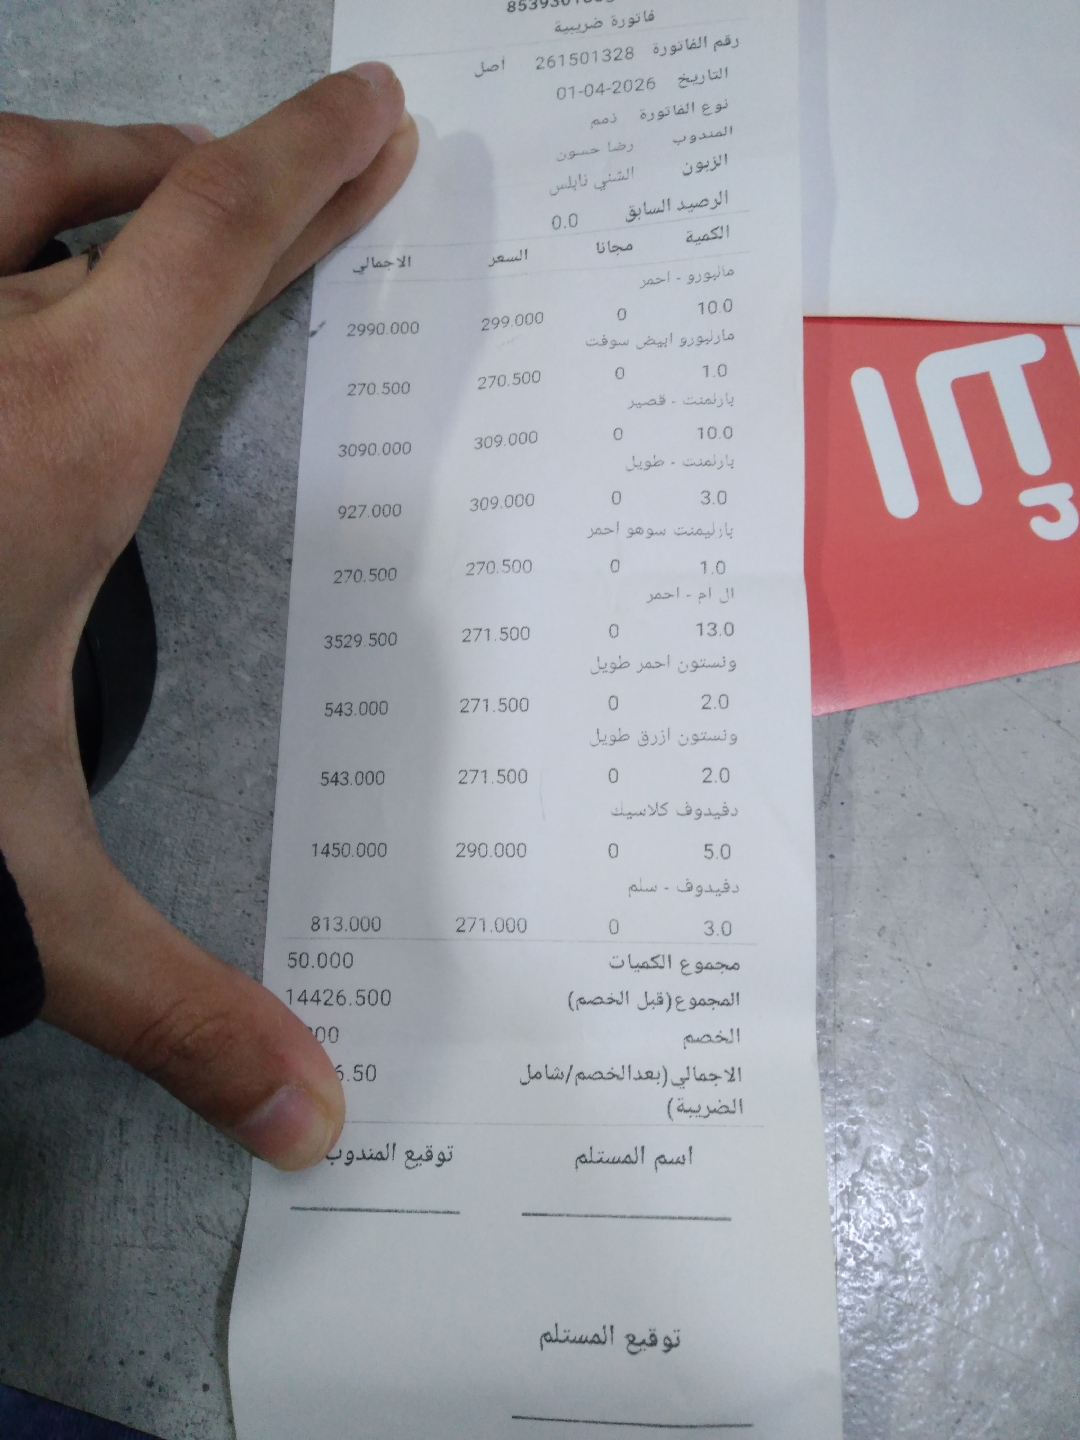 فاتورة ضريبية
رقم الفاتورة 261501328 اصل
التاريخ 01-04-2026
نوع الفاتورة ذمم
المندوب رضا حسون
الزبون الشني نابلس
الرصيد السابق 0.0
الكمية مجانا السعر الاجمالي
مالبورو - احمر
10.0 0 299.000 2990.000
مارلبورو ابيض سوفت
1.0 0 270.500 270.500
بارلمنت - قصير
10.0 0 309.000 3090.000
بارلمنت - طويل
3.0 0 309.000 927.000
بارليمنت سوهو احمر
1.0 0 270.500 270.500
ال ام - احمر
13.0 0 271.500 3529.500
ونستون احمر طويل
2.0 0 271.500 543.000
ونستون ازرق طويل
2.0 0 271.500 543.000
دفيدوف كلاسيك
5.0 0 290.000 1450.000
دفيدوف - سلم
3.0 0 271.000 813.000
مجموع الكميات 50.000
المجموع(قبل الخصم) 14426.500
الخصم
الاجمالي(بعدالخصم/شامل
الضريبة)
اسم المستلم توقيع المندوب
توقيع المستلم